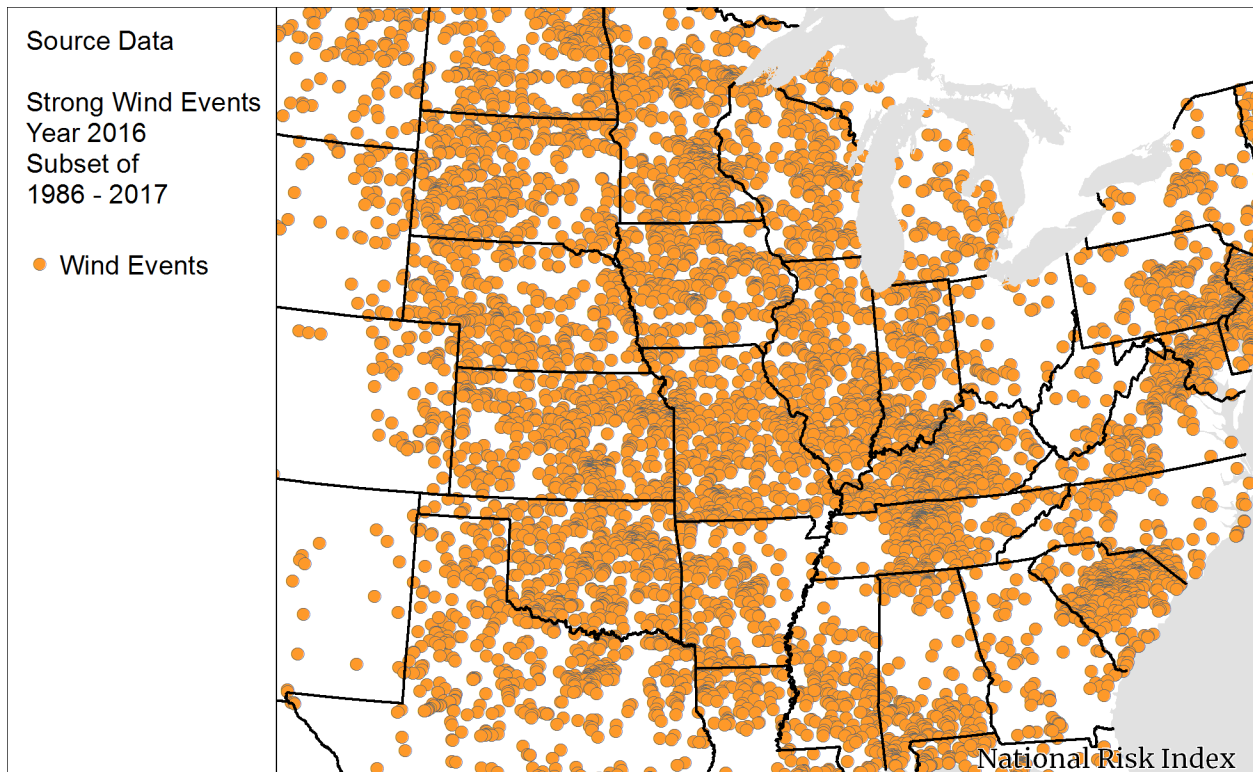 Source Data
Strong Wind Events
Year 2016
Subset of
1986 - 2017
Wind Events
National Risk Index